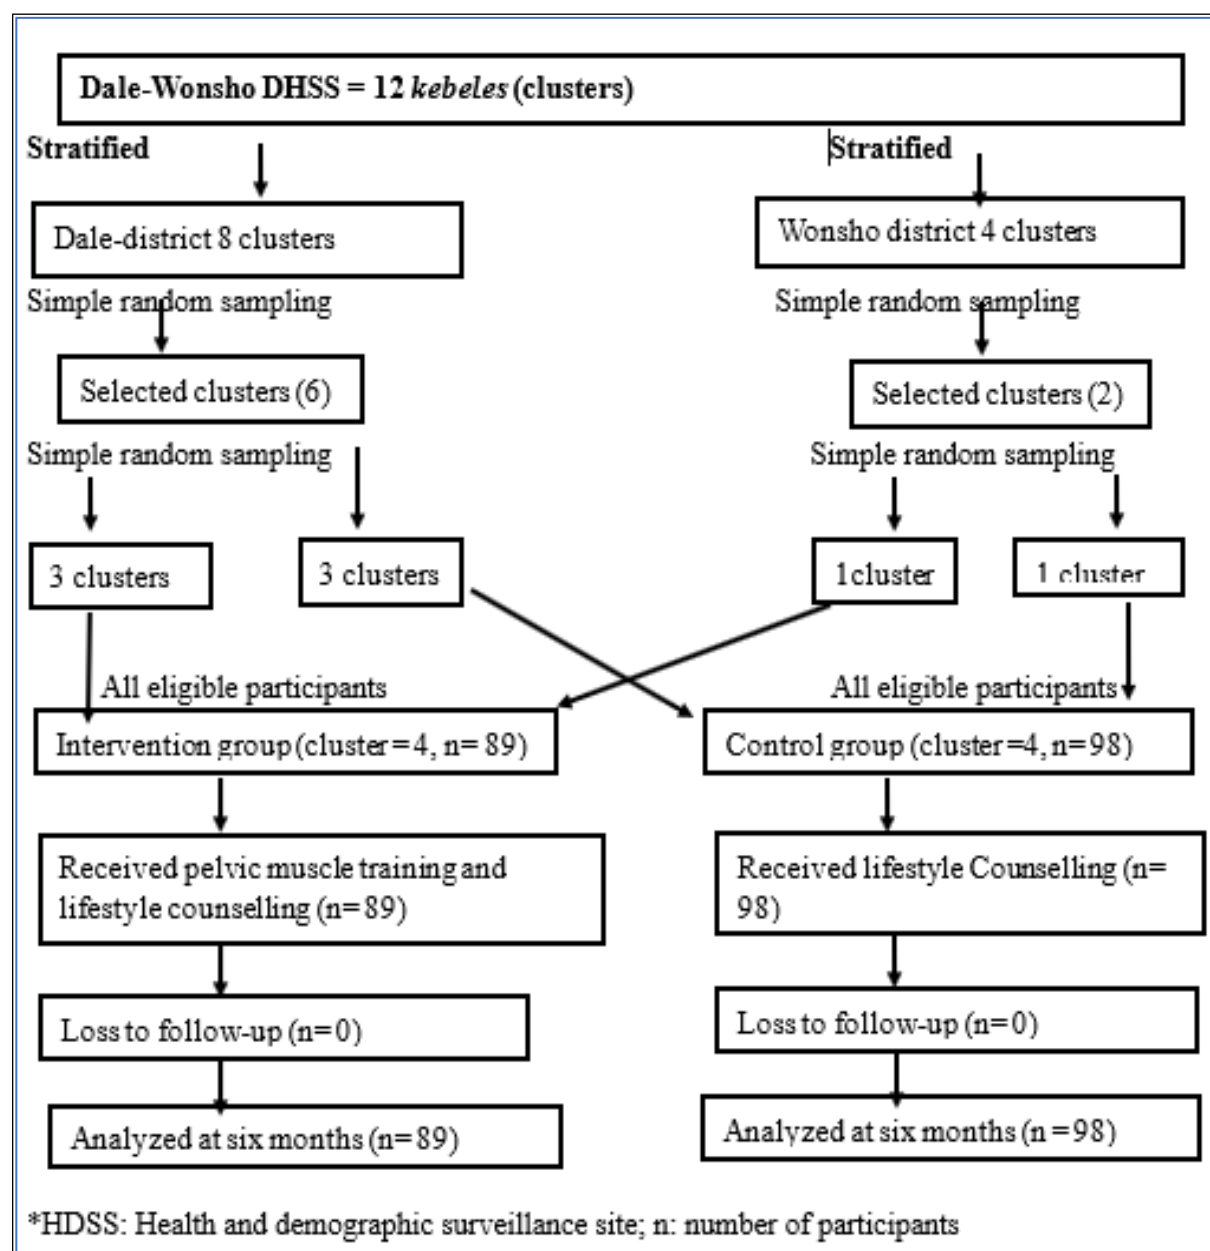 Dale-Wonsho DHSS = 12 kebeles (clusters)
Stratified
Stratified
Dale-district 8 clusters
Wonsho district 4 clusters
Simple random sampling
Simple random sampling
Selected clusters (6)
Selected clusters (2)
Simple random sampling
Simple random sampling
3 clusters
3 clusters
1cluster
1 cluster
All eligible participants
All eligible participants
Intervention group (cluster=4, n= 89)
Control group (cluster=4, n=98)
Received pelvic muscle training and
lifestyle counselling (n=89)
Received lifestyle Counselling (n=
98)
Loss to follow-up (n=0)
Loss to follow-up (n=0)
Analyzed at six months (n=89)
Analyzed at six months (n=98)
*HDSS: Health and demographic surveillance site; n: number of participants